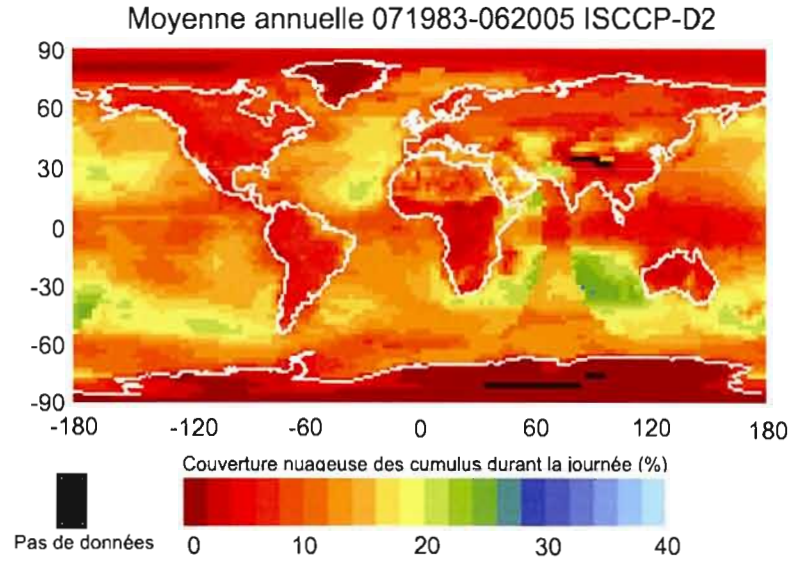 Moyenne annuelle 071983-062005 ISCCP-D2
90
60
30
0
-30
-60
-90
-180 -120 -60 0 60 120 180
Couverture nuageuse des cumulus durant la journée (%)
Pas de données
0 10 20 30 40